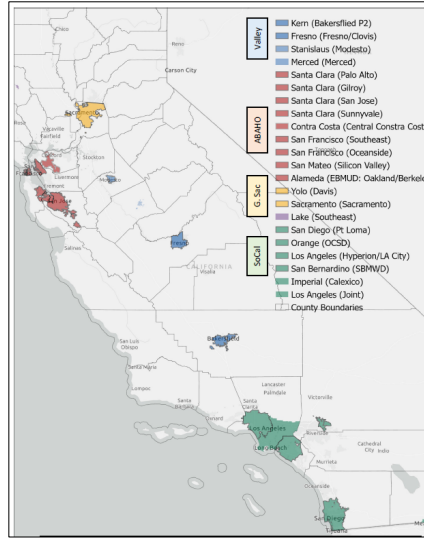 Valley
ABAHO
G. Sac
SoCal
Kern (Bakersflied P2)
Fresno (Fresno/Clovis)
Stanislaus (Modesto)
Merced (Merced)
Santa Clara (Palo Alto)
Santa Clara (Gilroy)
Santa Clara (San Jose)
Santa Clara (Sunnyvale)
Contra Costa (Central Constra Cost
San Francisco (Southeast)
San Francisco (Oceanside)
San Mateo (Silicon Valley)
Alameda (EBMUD: Oakland/Berkele
Yolo (Davis)
Sacramento (Sacramento)
Lake (Southeast)
San Diego (Pt Loma)
Orange (OCSD)
Los Angeles (Hyperion/LA City)
San Bernardino (SBMWD)
Imperial (Calexico)
Los Angeles (Joint)
County Boundaries
Chico
Reno
Carson City
Sacramento
Vacaville
Fairfield
Stockton
Livermore
Fremont
San Jose
Modesto
Salinas
Fresno
CALIFORNIA
Visalia
San Luis
Obispo
Bakersfield
Santa Maria
Lompoc
Santa
Barbara
Oxnard
Santa
Clarita
Lancaster
Palmdale
Victorville
Los Angeles
Long Beach
Riverside
Cathedral
City
Indio
Murrieta
Oceanside
San Diego
Tijuana